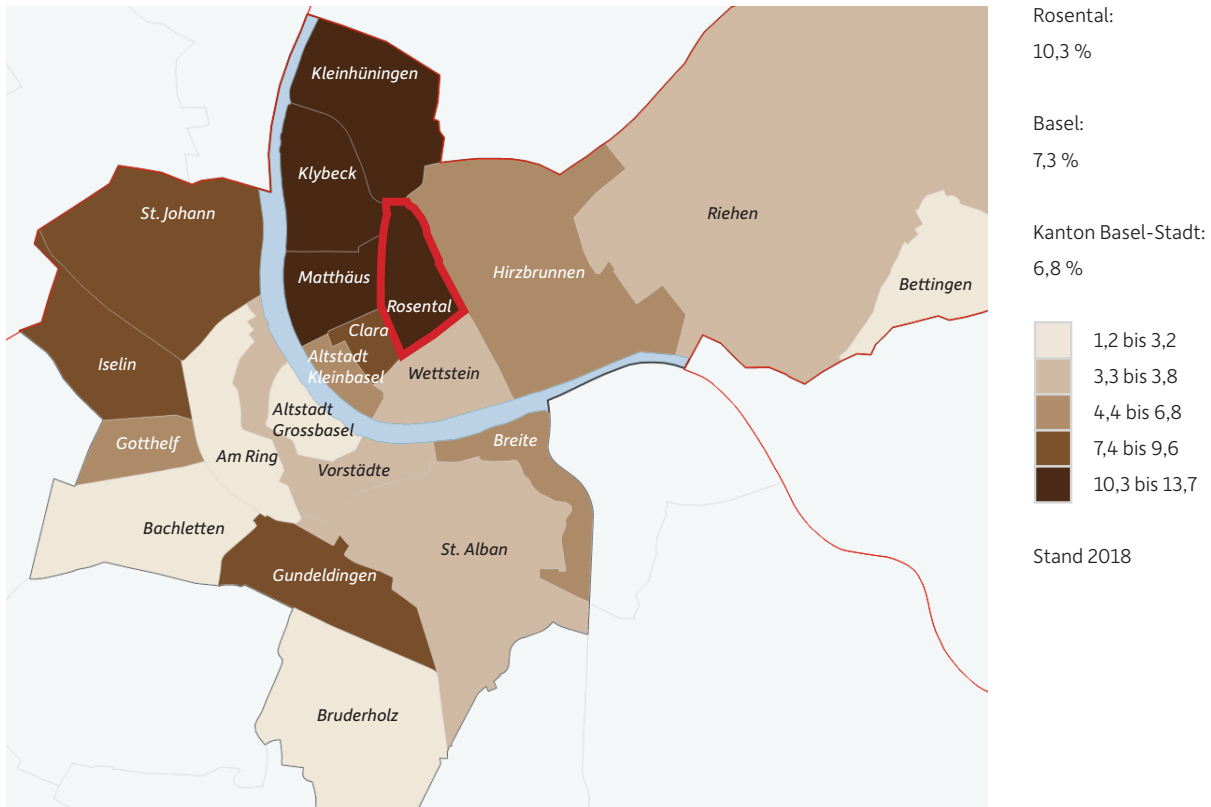 Kleinhüningen
Klybeck
St. Johann
Riehen
Matthäus
Hirzbrunnen
Bettingen
Rosental
Clara
Iselin
Altstadt
Kleinbasel
Wettstein
Altstadt
Grossbasel
Gotthelf
Breite
Am Ring
Vorstädte
Bachletten
St. Alban
Gundeldingen
Bruderholz
Rosental:
10,3 %
Basel:
7,3 %
Kanton Basel-Stadt:
6,8 %
1,2 bis 3,2
3,3 bis 3,8
4,4 bis 6,8
7,4 bis 9,6
10,3 bis 13,7
Stand 2018